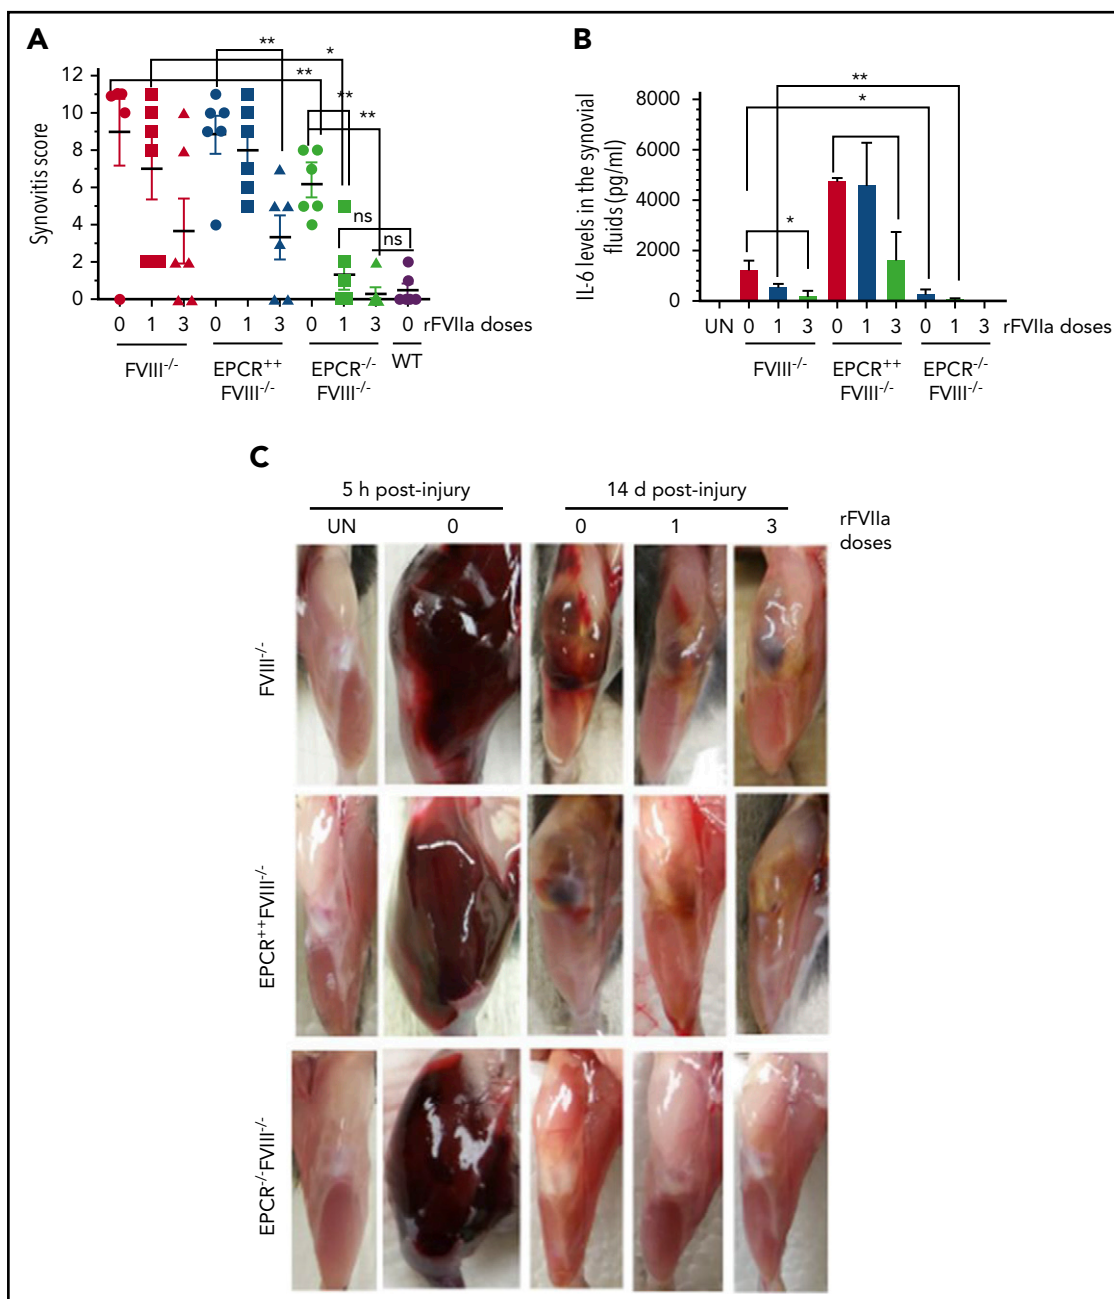 A
**
*
**
**
**
ns
ns
Synovitis score
12
10
8
6
4
2
0
0 1 3 0 1 3 0 1 3 0 rFVIIa doses
FVIII-/- EPCR++ FVIII-/- EPCR-/- FVIII-/- WT
B
**
*
*
IL-6 levels in the synovial
fluids (pg/ml)
8000
6000
4000
2000
0
UN 0 1 3 0 1 3 0 1 3 rFVIIa doses
FVIII-/- EPCR++ FVIII-/- EPCR-/- FVIII-/-
C
5 h post-injury 14 d post-injury
UN 0 0 1 3 rFVIIa
doses
FVIII-/-
EPCR++FVIII-/-
EPCR-/-FVIII-/-